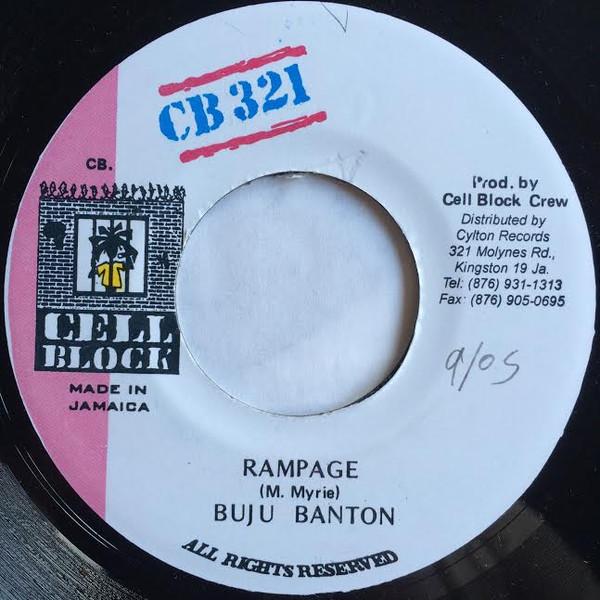 CB 321
CB.
CELL
BLOCK
MADE IN
JAMAICA
Prod. by
Cell Block Crew
Distributed by
Cylton Records
321 Molynes Rd.,
Kingston 19 Ja.
Tel: (876) 931-1313
Fax: (876) 905-0695
9/05
RAMPAGE
(M. Myrie)
BUJU BANTON
ALL RIGHTS RESERVED